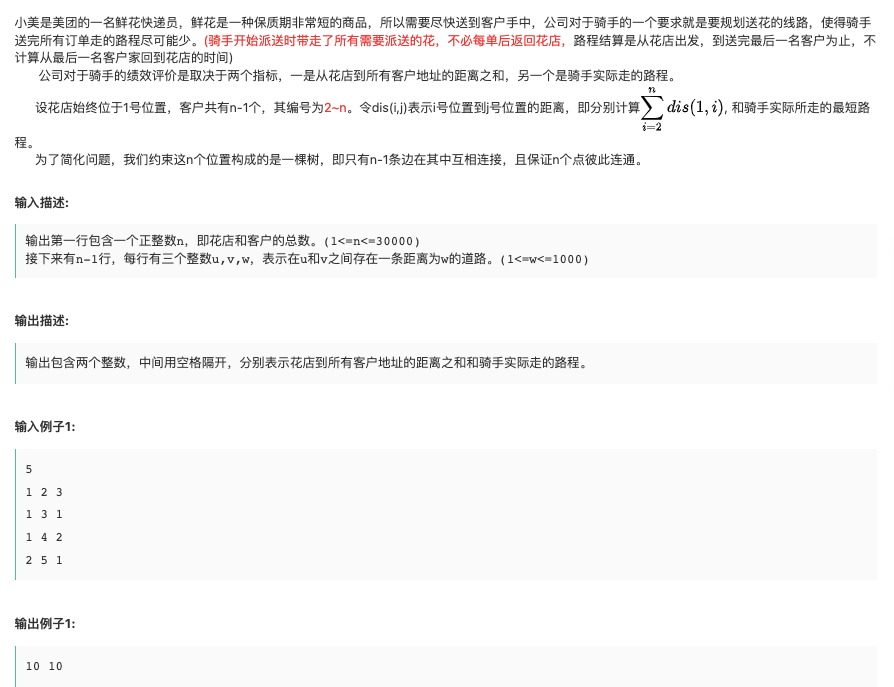 小美是美团的一名鲜花快递员，鲜花是一种保质期非常短的商品，所以需要尽快送到客户手中，公司对于骑手的一个要求就是要规划送花的线路，使得骑手
送完所有订单走的路程尽可能少。(骑手开始派送时带走了所有需要派送的花，不必每单后返回花店，路程结算是从花店出发，到送完最后一名客户为止，不
计算从最后一名客户家回到花店的时间)
公司对于骑手的绩效评价是取决于两个指标，一是从花店到所有客户地址的距离之和，另一个是骑手实际走的路程。
设花店始终位于1号位置，客户共有n-1个，其编号为2~n。令dis(i,j)表示i号位置到j号位置的距离，即分别计算$\sum_{i=2}^{n} dis(1,i)$, 和骑手实际所走的最短路
程。
为了简化问题，我们约束这n个位置构成的是一棵树，即只有n-1条边在其中互相连接，且保证n个点彼此连通。
输入描述:
输出第一行包含一个正整数n，即花店和客户的总数。(1<=n<=30000)
接下来有n-1行，每行有三个整数u,v,w，表示在u和v之间存在一条距离为w的道路。(1<=w<=1000)
输出描述:
输出包含两个整数，中间用空格隔开，分别表示花店到所有客户地址的距离之和和骑手实际走的路程。
输入例子1:
5
1 2 3
1 3 1
1 4 2
2 5 1
输出例子1:
10 10